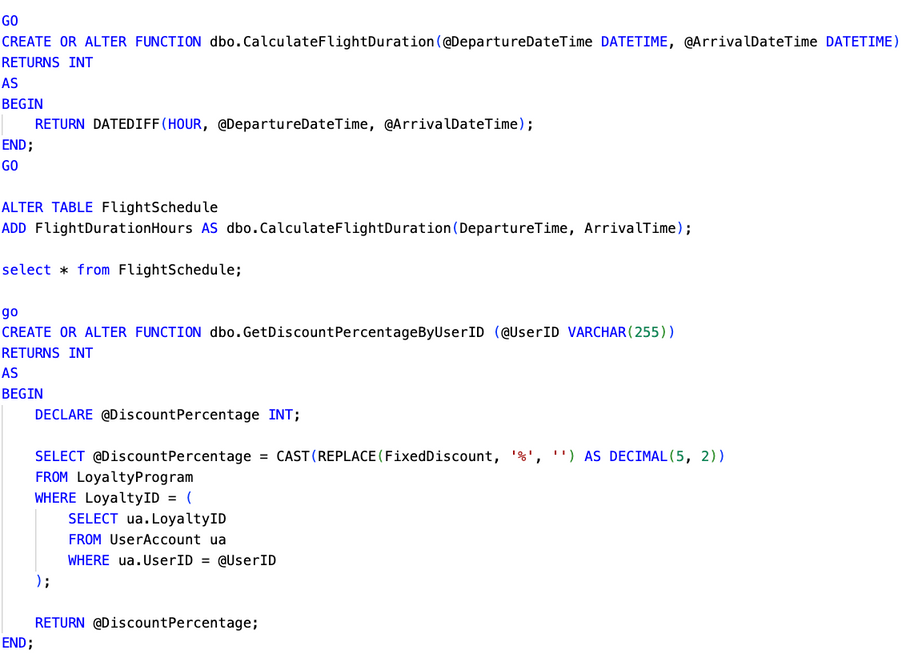 GO
CREATE OR ALTER FUNCTION dbo.CalculateFlightDuration(@DepartureDateTime DATETIME, @ArrivalDateTime DATETIME)
RETURNS INT
AS
BEGIN
    RETURN DATEDIFF(HOUR, @DepartureDateTime, @ArrivalDateTime);
END;
GO

ALTER TABLE FlightSchedule
ADD FlightDurationHours AS dbo.CalculateFlightDuration(DepartureTime, ArrivalTime);

select * from FlightSchedule;

go
CREATE OR ALTER FUNCTION dbo.GetDiscountPercentageByUserID (@UserID VARCHAR(255))
RETURNS INT
AS
BEGIN
    DECLARE @DiscountPercentage INT;

    SELECT @DiscountPercentage = CAST(REPLACE(FixedDiscount, '%', '') AS DECIMAL(5, 2))
    FROM LoyaltyProgram
    WHERE LoyaltyID = (
        SELECT ua.LoyaltyID
        FROM UserAccount ua
        WHERE ua.UserID = @UserID
    );

    RETURN @DiscountPercentage;
END;